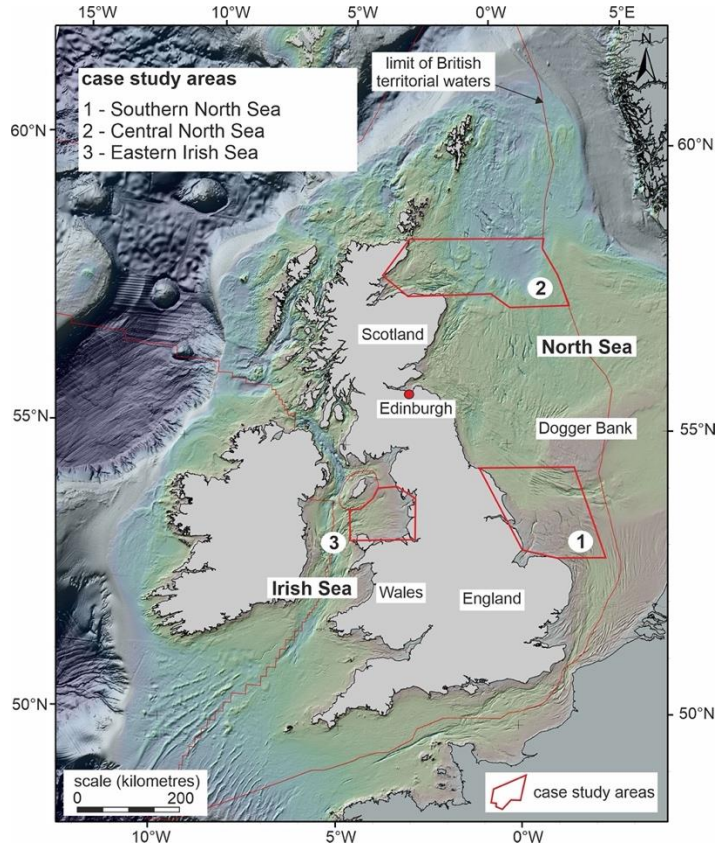 15°W
10°W
5°W
0°W
5°E
N
case study areas
1 - Southern North Sea
2 - Central North Sea
3 - Eastern Irish Sea
limit of British
territorial waters
60°N
60°N
2
Scotland
North Sea
Edinburgh
Dogger Bank
55°N
55°N
3
1
Irish Sea
Wales
England
50°N
50°N
scale (kilometres)
0 200
case study areas
10°W
5°W
0°W